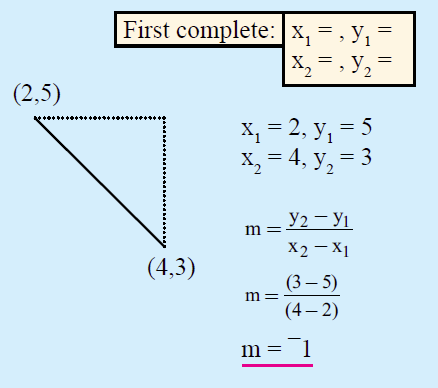 First complete: x₁ = , y₁ =
x₂ = , y₂ =
(2,5)
x₁ = 2, y₁ = 5
x₂ = 4, y₂ = 3
m = (y₂ − y₁)/(x₂ − x₁)
(4,3)
m = (3 – 5)/(4 – 2)
m = ⁻1